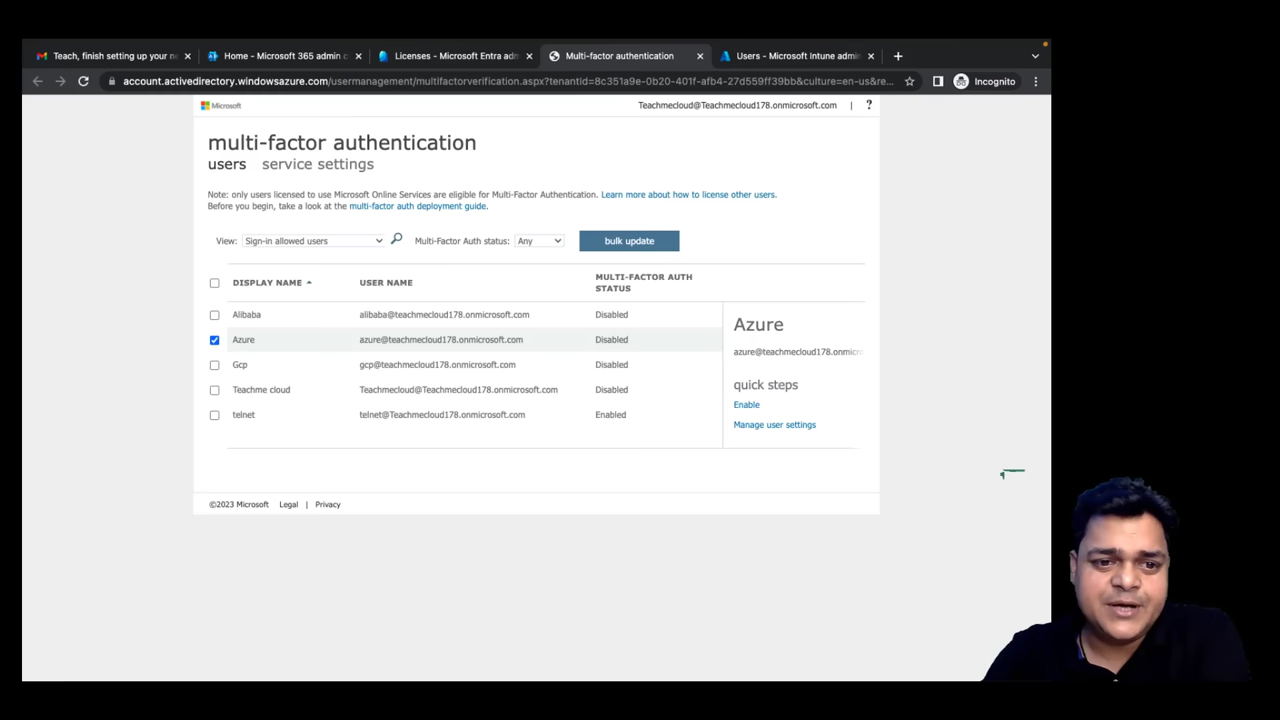 Teach, finish setting up your ne
Home - Microsoft 365 admin c
Licenses - Microsoft Entra adm
Multi-factor authentication
Users - Microsoft Intune admin
account.activedirectory.windowsazure.com/usermanagement/multifactorverification.aspx?tenantId=8c351a9e-0b20-401f-afb4-27d559ff39bb&culture=en-us&re...
Incognito
Microsoft
Teachmecloud@Teachmecloud178.onmicrosoft.com | ?
multi-factor authentication
users service settings
Note: only users licensed to use Microsoft Online Services are eligible for Multi-Factor Authentication. Learn more about how to license other users.
Before you begin, take a look at the multi-factor auth deployment guide.
View: Sign-in allowed users Multi-Factor Auth status: Any bulk update
DISPLAY NAME USER NAME MULTI-FACTOR AUTH STATUS
Alibaba alibaba@teachmecloud178.onmicrosoft.com Disabled
Azure azure@teachmecloud178.onmicrosoft.com Disabled
Gcp gcp@teachmecloud178.onmicrosoft.com Disabled
Teachme cloud Teachmecloud@Teachmecloud178.onmicrosoft.com Disabled
telnet telnet@Teachmecloud178.onmicrosoft.com Enabled
Azure
azure@teachmecloud178.onmicro
quick steps
Enable
Manage user settings
©2023 Microsoft Legal | Privacy